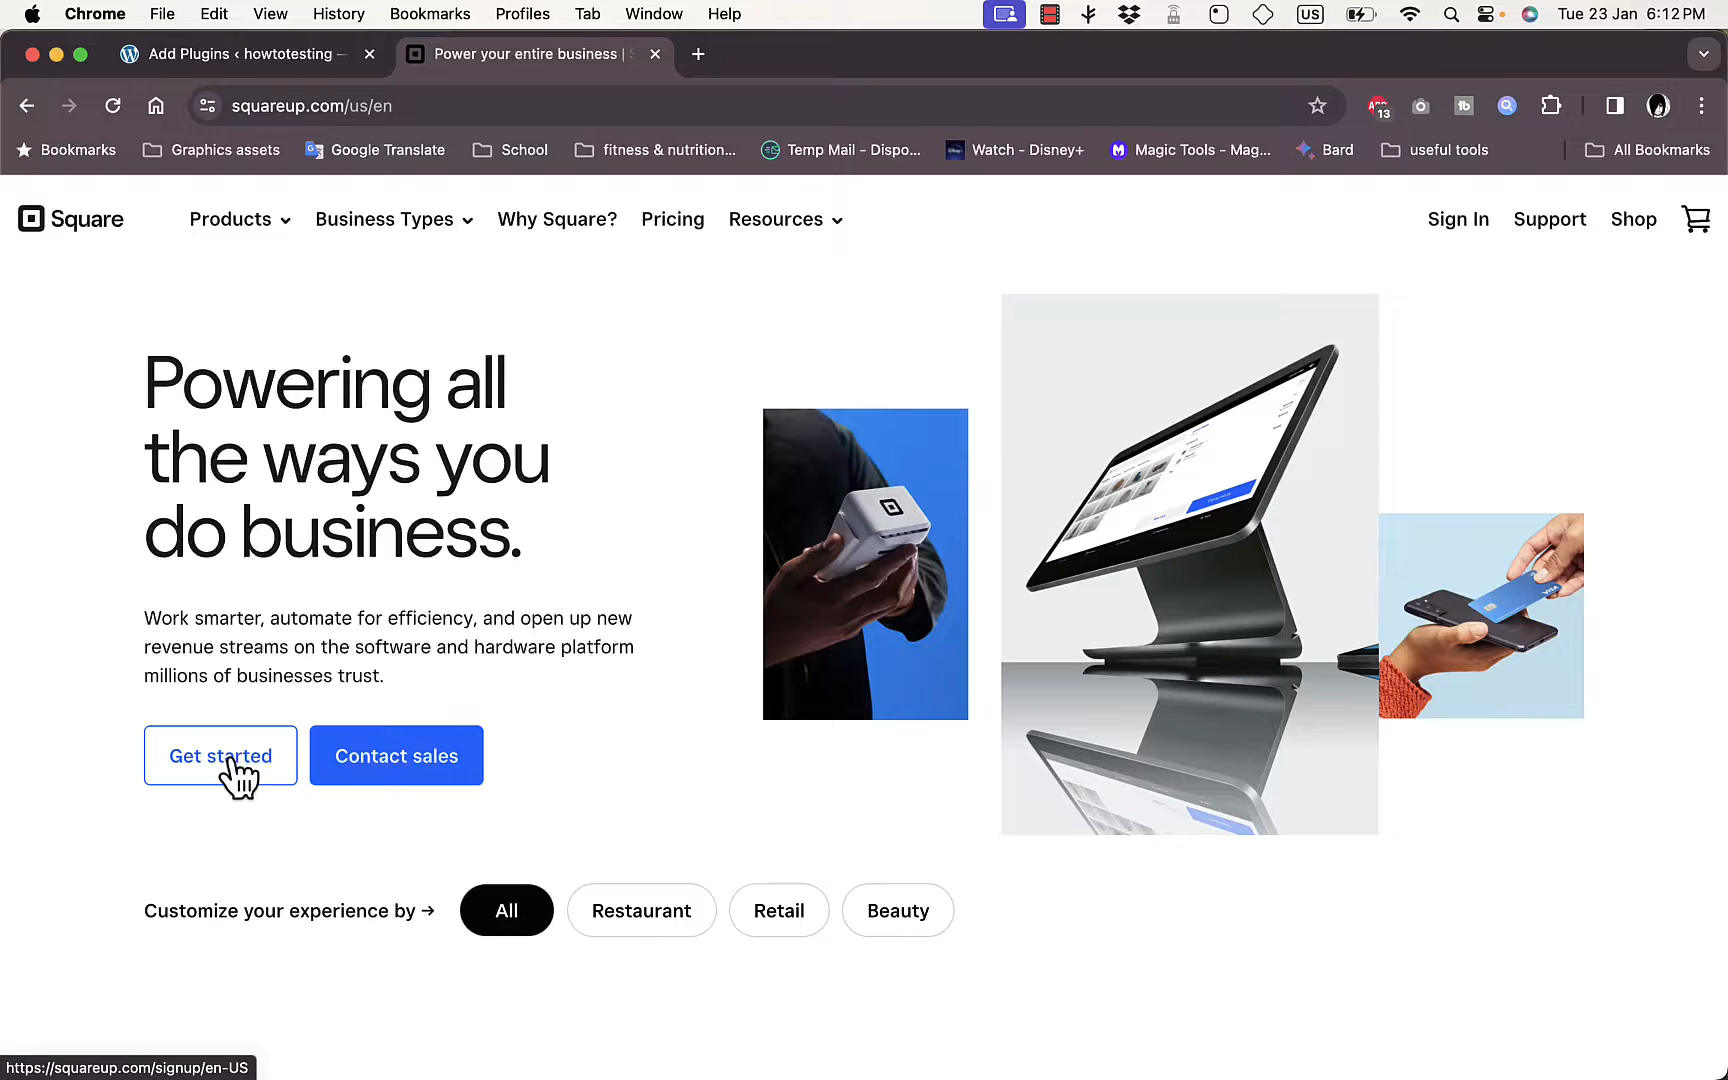 Chrome File Edit View History Bookmarks Profiles Tab Window Help US Tue 23 Jan 6:12 PM
Add Plugins ‹ howtotesting — Power your entire business |
squareup.com/us/en 13
Bookmarks Graphics assets Google Translate School fitness & nutrition... Temp Mail - Dispo... Watch - Disney+ Magic Tools - Mag... Bard useful tools All Bookmarks
Square Products Business Types Why Square? Pricing Resources Sign In Support Shop
Powering all
the ways you
do business.
Work smarter, automate for efficiency, and open up new
revenue streams on the software and hardware platform
millions of businesses trust.
Get started Contact sales
VISA
Customize your experience by → All Restaurant Retail Beauty
https://squareup.com/signup/en-US